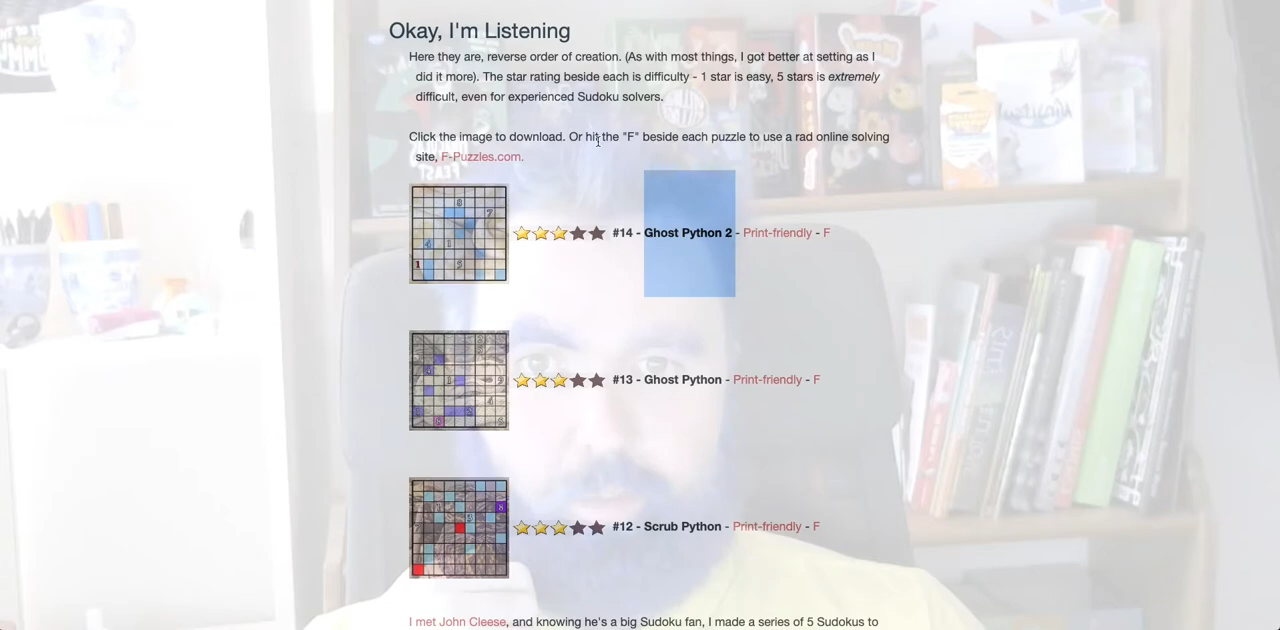 Okay, I'm Listening
Here they are, reverse order of creation. (As with most things, I got better at setting as I
did it more). The star rating beside each is difficulty - 1 star is easy, 5 stars is extremely
difficult, even for experienced Sudoku solvers.
Click the image to download. Or hit the "F" beside each puzzle to use a rad online solving
site, F-Puzzles.com.
#14 - Ghost Python 2 - Print-friendly - F
#13 - Ghost Python - Print-friendly - F
#12 - Scrub Python - Print-friendly - F
I met John Cleese, and knowing he's a big Sudoku fan, I made a series of 5 Sudokus to